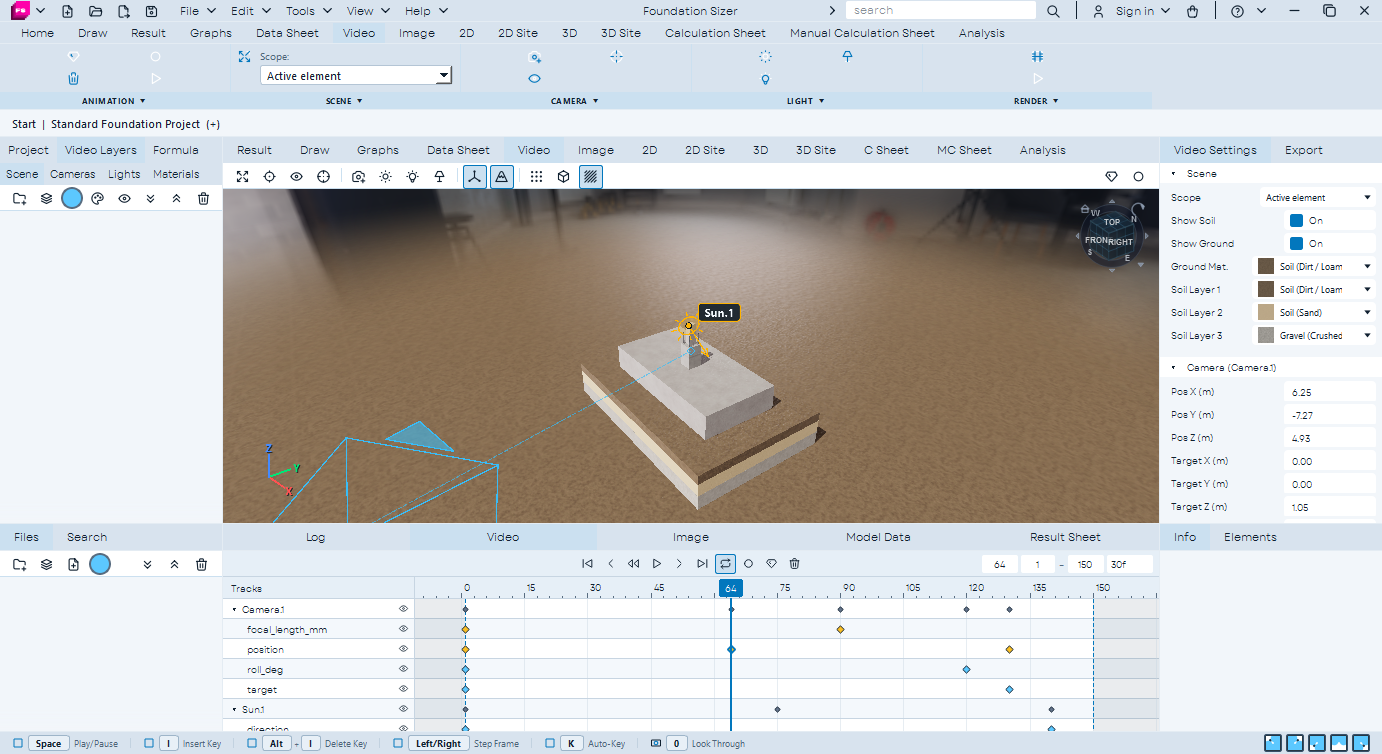 File Edit Tools View Help Foundation Sizer search Sign in
Home Draw Result Graphs Data Sheet Video Image 2D 2D Site 3D 3D Site Calculation Sheet Manual Calculation Sheet Analysis
Scope:
Active element
ANIMATION SCENE CAMERA LIGHT RENDER
Start | Standard Foundation Project (+)
Project Video Layers Formula
Scene Cameras Lights Materials
Result Draw Graphs Data Sheet Video Image 2D 2D Site 3D 3D Site C Sheet MC Sheet Analysis
W TOP N
FRONT RIGHT
S E
Sun.1
Z
Y
X
Video Settings Export
Scene
Scope Active element
Show Soil On
Show Ground On
Ground Mat. Soil (Dirt / Loam
Soil Layer 1 Soil (Dirt / Loam
Soil Layer 2 Soil (Sand)
Soil Layer 3 Gravel (Crushed
Camera (Camera.1)
Pos X (m) 6.25
Pos Y (m) -7.27
Pos Z (m) 4.93
Target X (m) 0.00
Target Y (m) 0.00
Target Z (m) 1.05
Files Search
Log Video Image Model Data Result Sheet
Info Elements
64 1 – 150 30f
Tracks 0 15 30 45 64 75 90 105 120 135 150
Camera.1
focal_length_mm
position
roll_deg
target
Sun.1
direction
Space Play/Pause I Insert Key Alt + I Delete Key Left/Right Step Frame K Auto-Key 0 Look Through